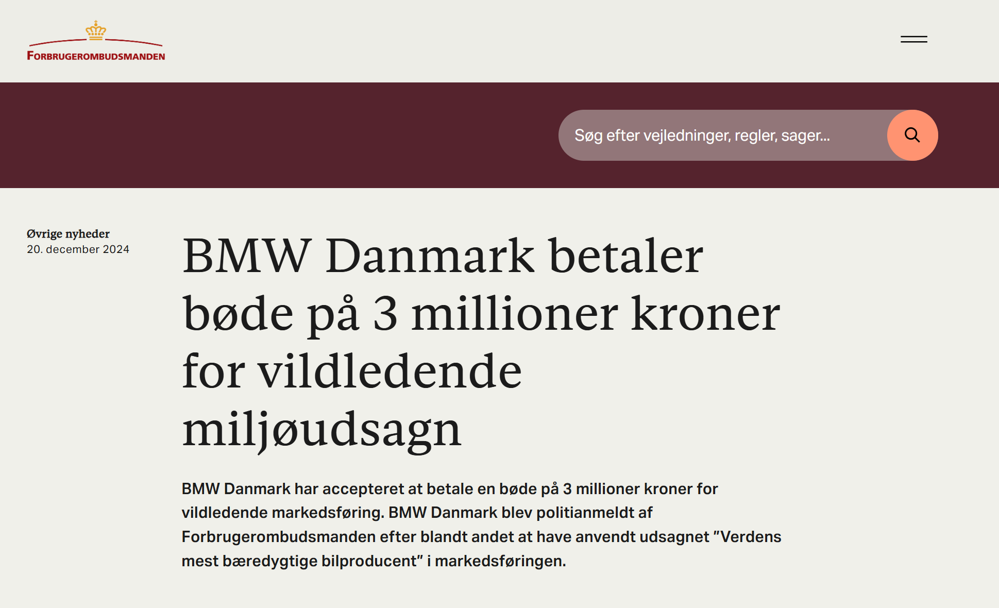 FORBRUGEROMBUDSMANDEN
Søg efter vejledninger, regler, sager...
Øvrige nyheder
20. december 2024
BMW Danmark betaler
bøde på 3 millioner kroner
for vildledende
miljøudsagn
BMW Danmark har accepteret at betale en bøde på 3 millioner kroner for
vildledende markedsføring. BMW Danmark blev politianmeldt af
Forbrugerombudsmanden efter blandt andet at have anvendt udsagnet ”Verdens
mest bæredygtige bilproducent” i markedsføringen.